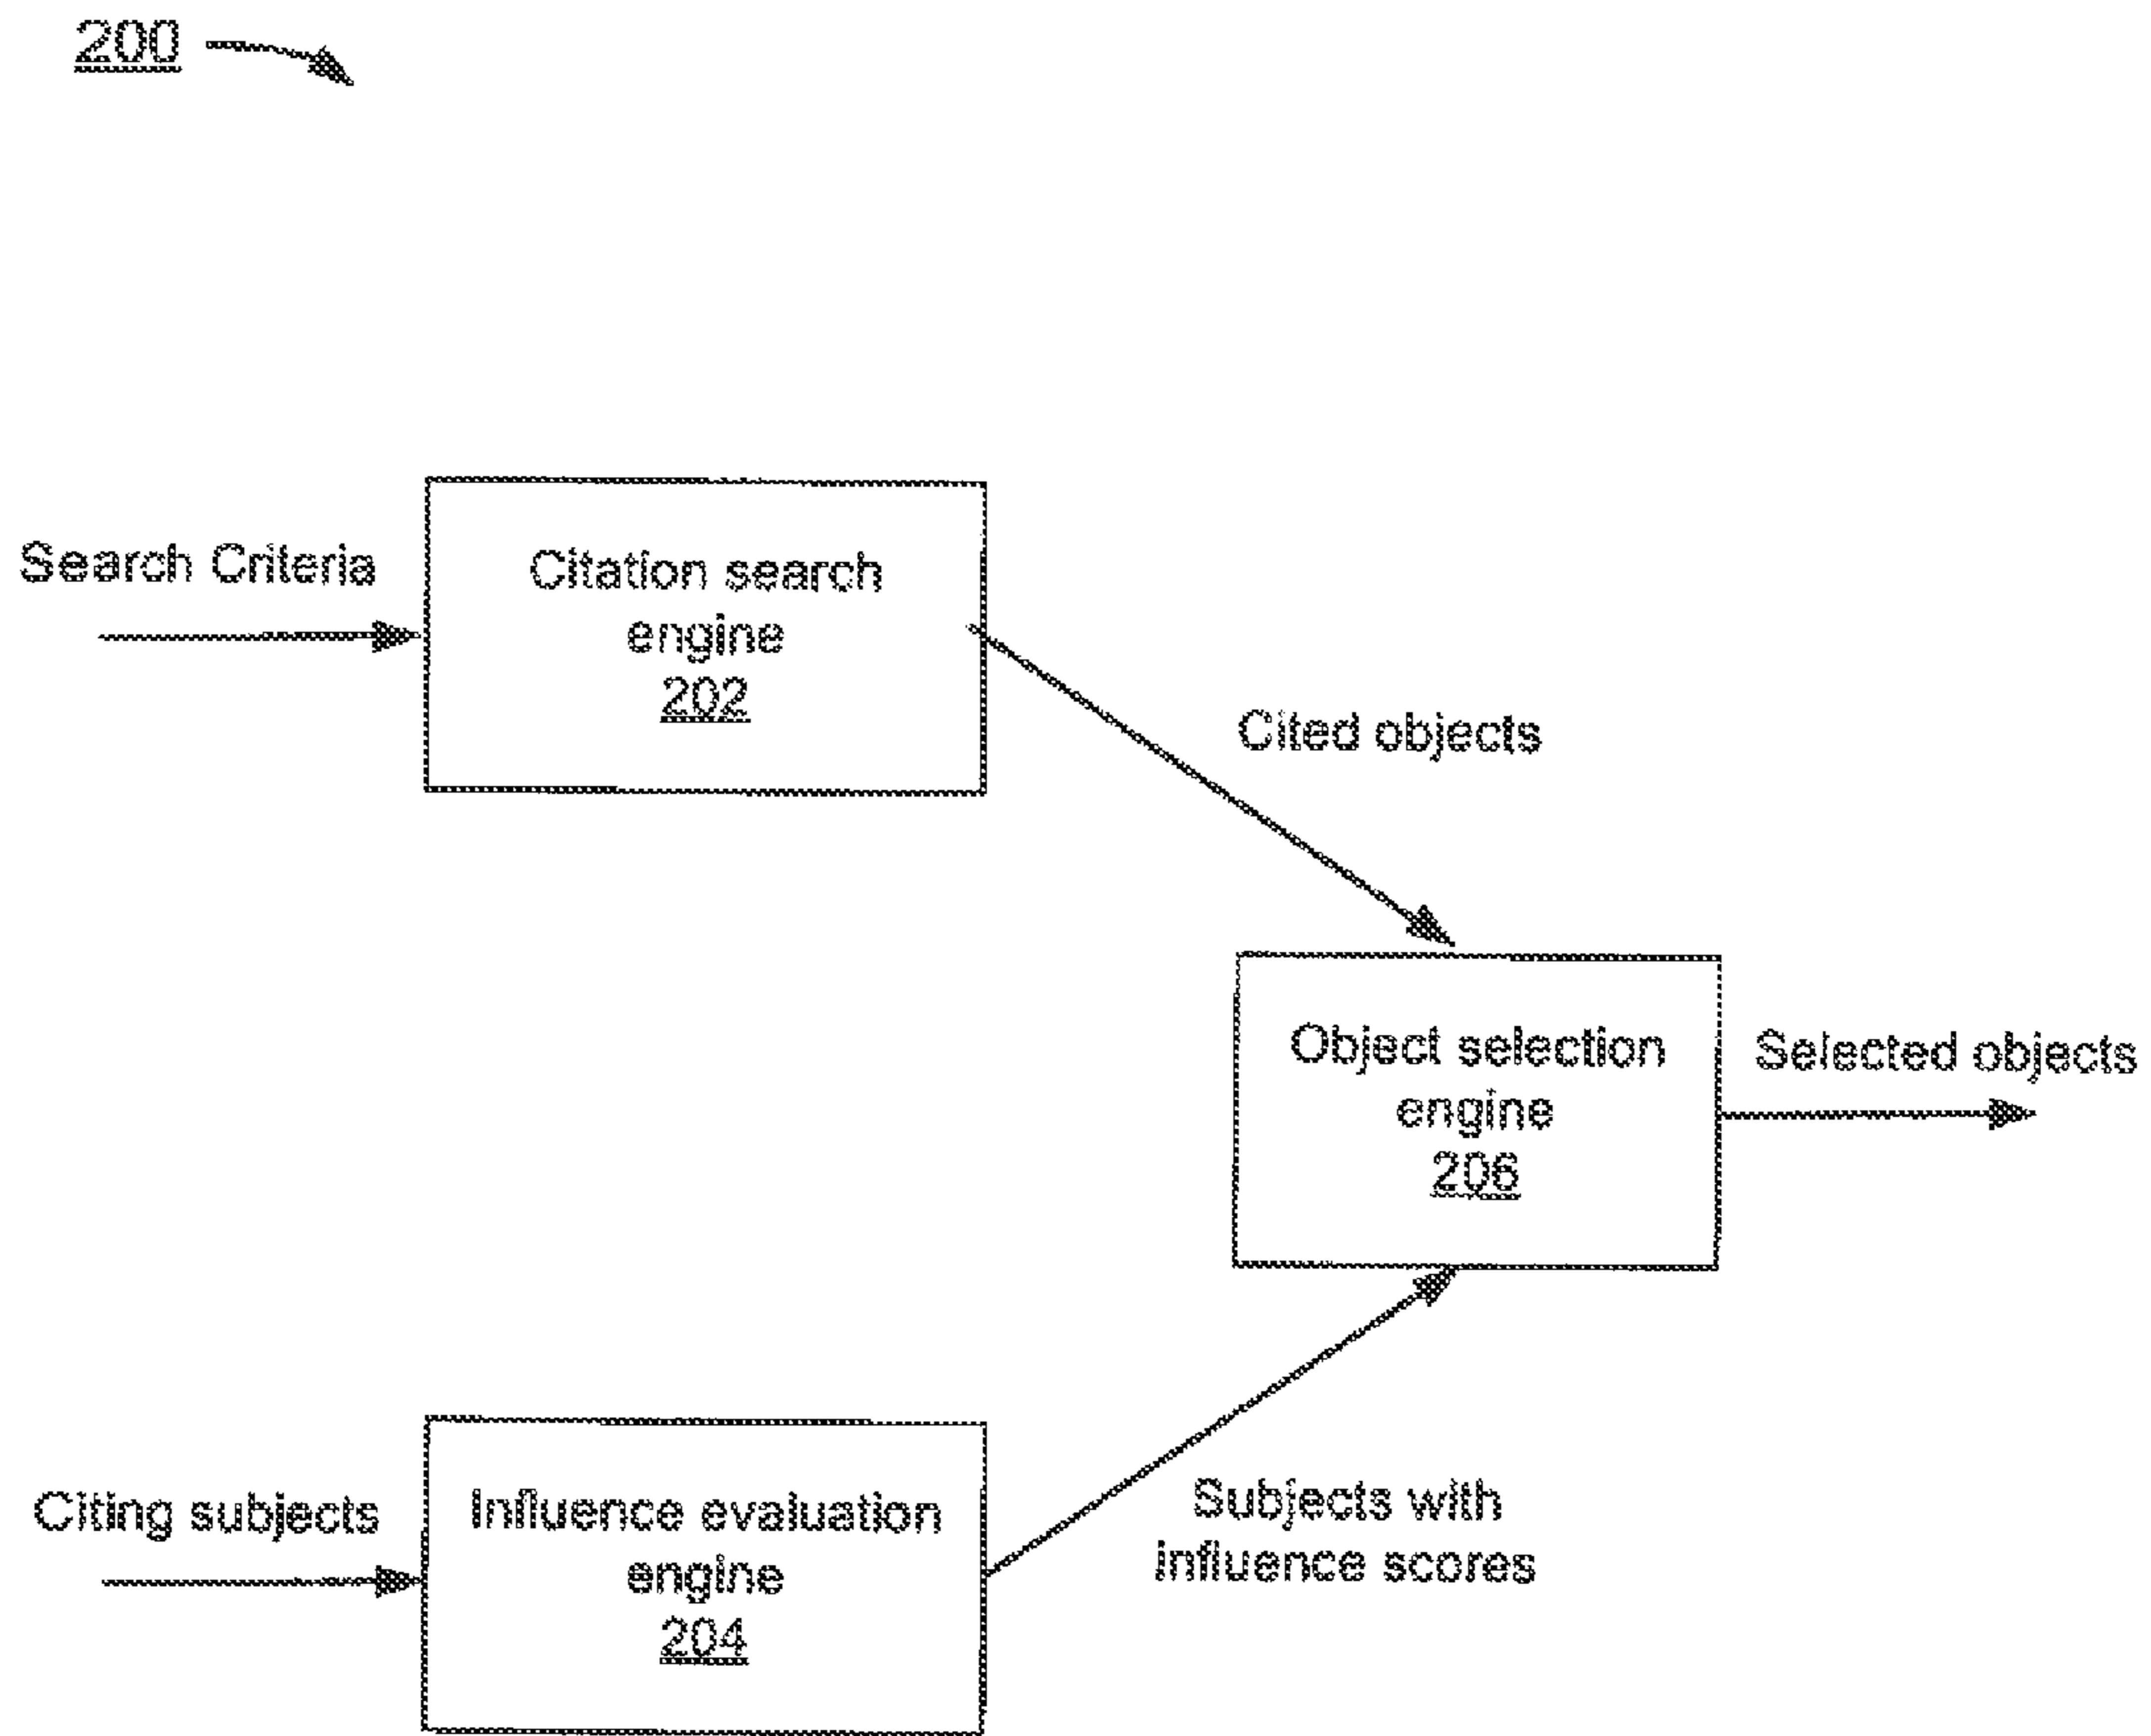 200
Search Criteria
Citation search
engine
202
Cited objects
Object selection
engine
206
Selected objects
Citing subjects
Influence evaluation
engine
204
Subjects with
influence scores